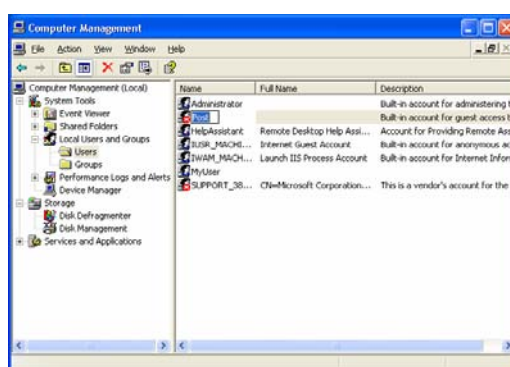 Computer Management
File Action View Window Help
Computer Management (Local)
System Tools
Event Viewer
Shared Folders
Local Users and Groups
Users
Groups
Performance Logs and Alerts
Device Manager
Storage
Disk Defragmenter
Disk Management
Services and Applications
Name Full Name Description
Administrator Built-in account for administering t
Post Built-in account for guest access t
HelpAssistant Remote Desktop Help Assi... Account for Providing Remote Ass
IUSR_MACHI... Internet Guest Account Built-in account for anonymous ac
IWAM_MACH... Launch IIS Process Account Built-in account for Internet Infor
MyUser
SUPPORT_38... CN=Microsoft Corporation... This is a vendor's account for the